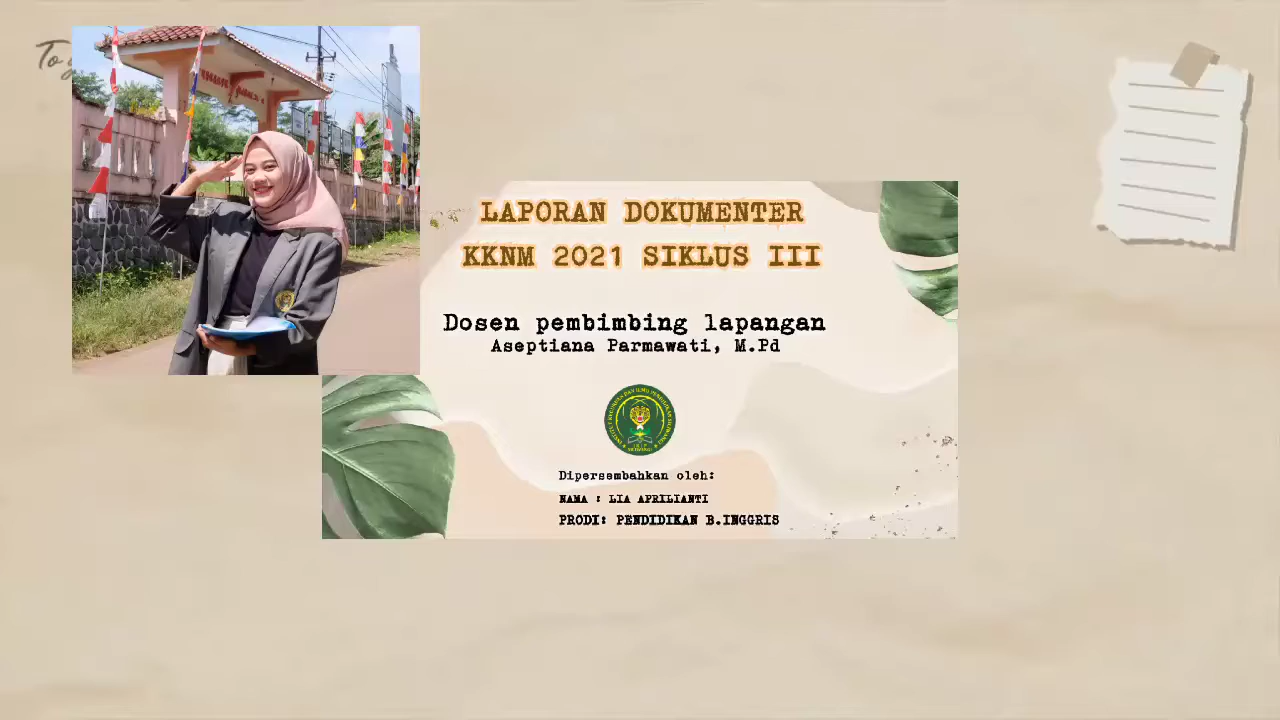 To
LAPORAN DOKUMENTER
KKNM 2021 SIKLUS III
Dosen pembimbing lapangan
Aseptiana Parmawati, M.Pd
Dipersembahkan oleh:
NAMA : LIA APRILIANTI
PRODI: PENDIDIKAN B.INGGRIS